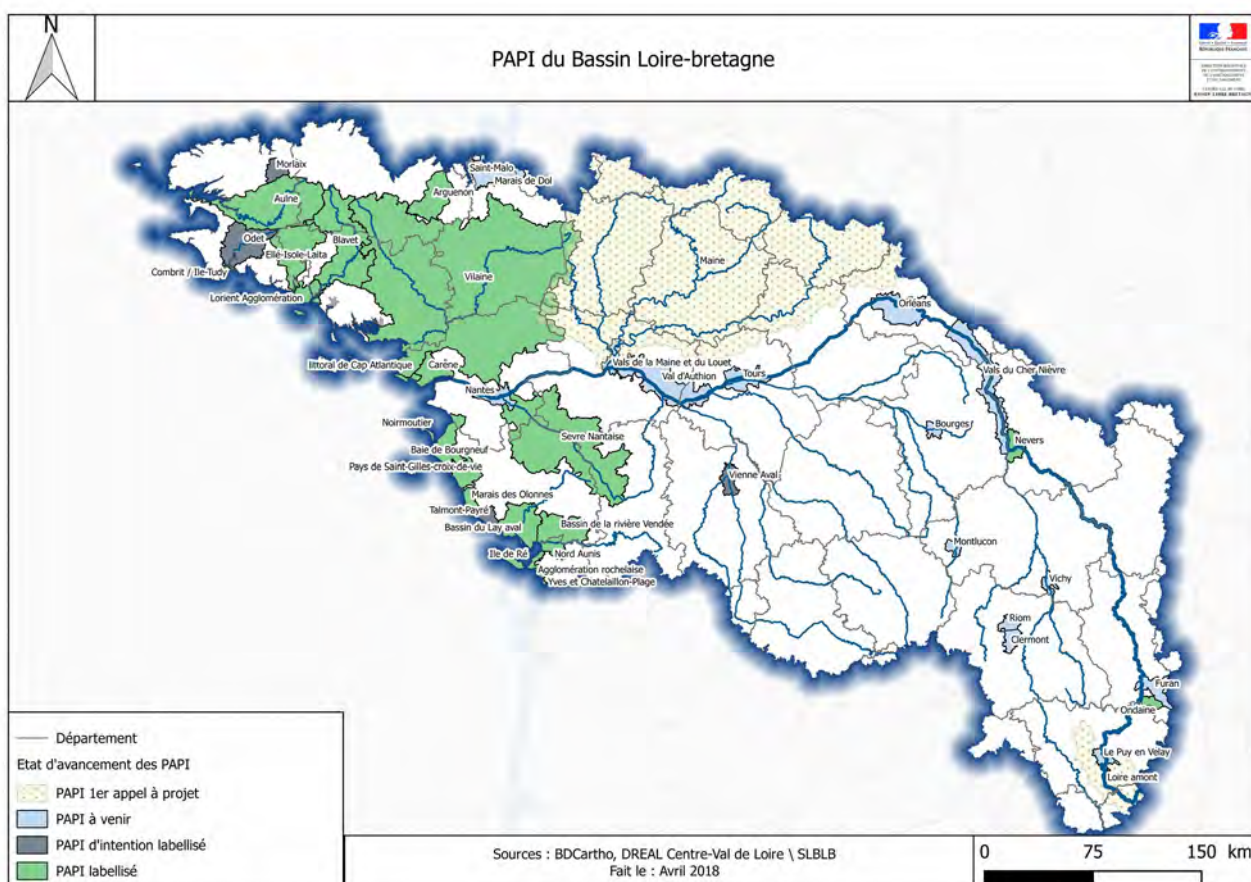 N
PAPI du Bassin Loire-bretagne
RÉPUBLIQUE FRANÇAISE
Morlaix
Saint-Malo
Marais de Dol
Arguenon
Aulne
Odet
Blavet
Ellé-Isole-Laïta
Combrit / Ile-Tudy
Vilaine
Maine
Lorient Agglomération
Orléans
littoral de Cap Atlantique
Carène
Vals de la Maine et du Louet
Val d'Authion
Tours
Vals du Cher Nièvre
Nantes
Noirmoutier
Bourges
Sevre Nantaise
Nevers
Baie de Bourgneuf
Pays de Saint-Gilles-croix-de-vie
Vienne Aval
Marais des Olonnes
Talmont-Payré
Bassin du Lay aval
Bassin de la rivière Vendée
Ile de Ré
Nord Aunis
Montlucon
Agglomération rochelaise
Yves et Chatelaillon-Plage
Vichy
Riom
Clermont
Furan
Ondaine
Le Puy en Velay
Loire amont
Département
Etat d'avancement des PAPI
PAPI 1er appel à projet
PAPI à venir
PAPI d'intention labellisé
PAPI labellisé
Sources : BDCartho, DREAL Centre-Val de Loire \ SLBLB
Fait le : Avril 2018
0 75 150 km